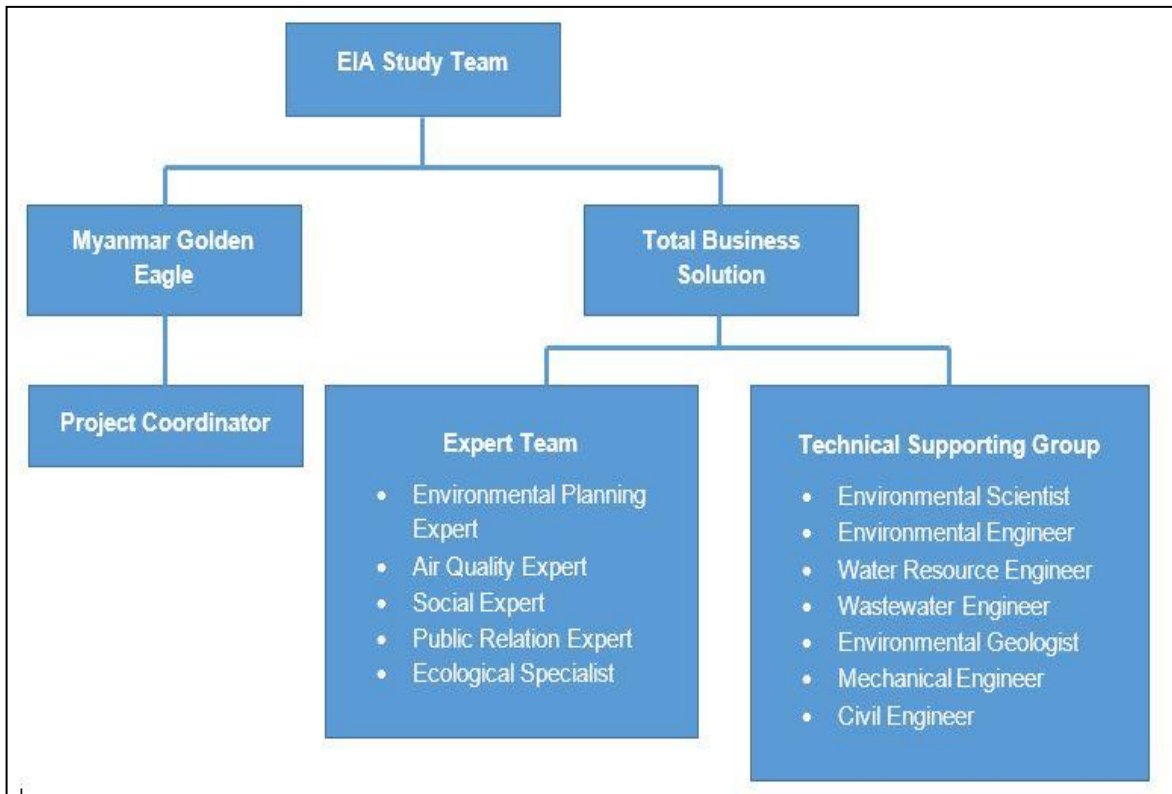 EIA Study Team
Myanmar Golden
Eagle
Total Business
Solution
Project Coordinator
Expert Team
• Environmental Planning
Expert
• Air Quality Expert
• Social Expert
• Public Relation Expert
• Ecological Specialist
Technical Supporting Group
• Environmental Scientist
• Environmental Engineer
• Water Resource Engineer
• Wastewater Engineer
• Environmental Geologist
• Mechanical Engineer
• Civil Engineer